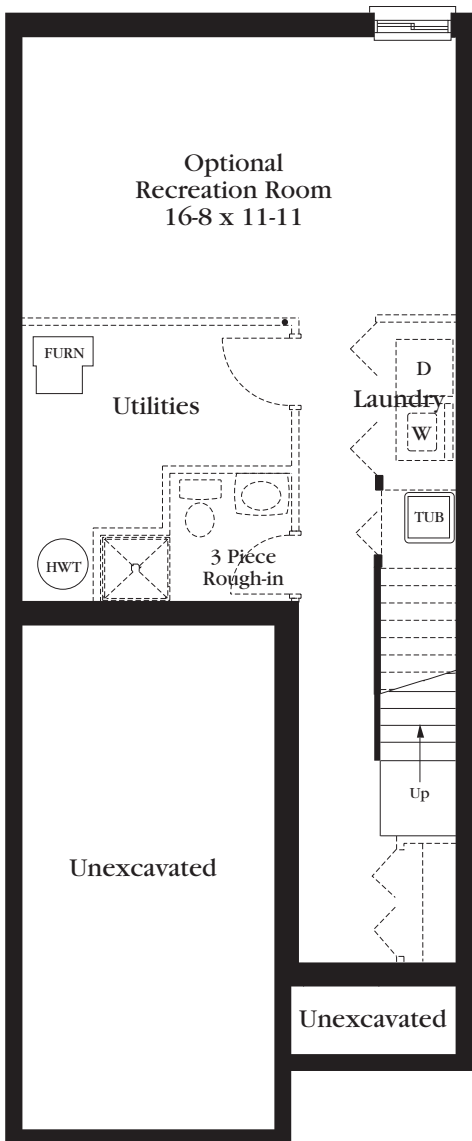 Optional
Recreation Room
16-8 x 11-11
FURN
Utilities
D
Laundry
W
TUB
HWT
3 Piece
Rough-in
Up
Unexcavated
Unexcavated